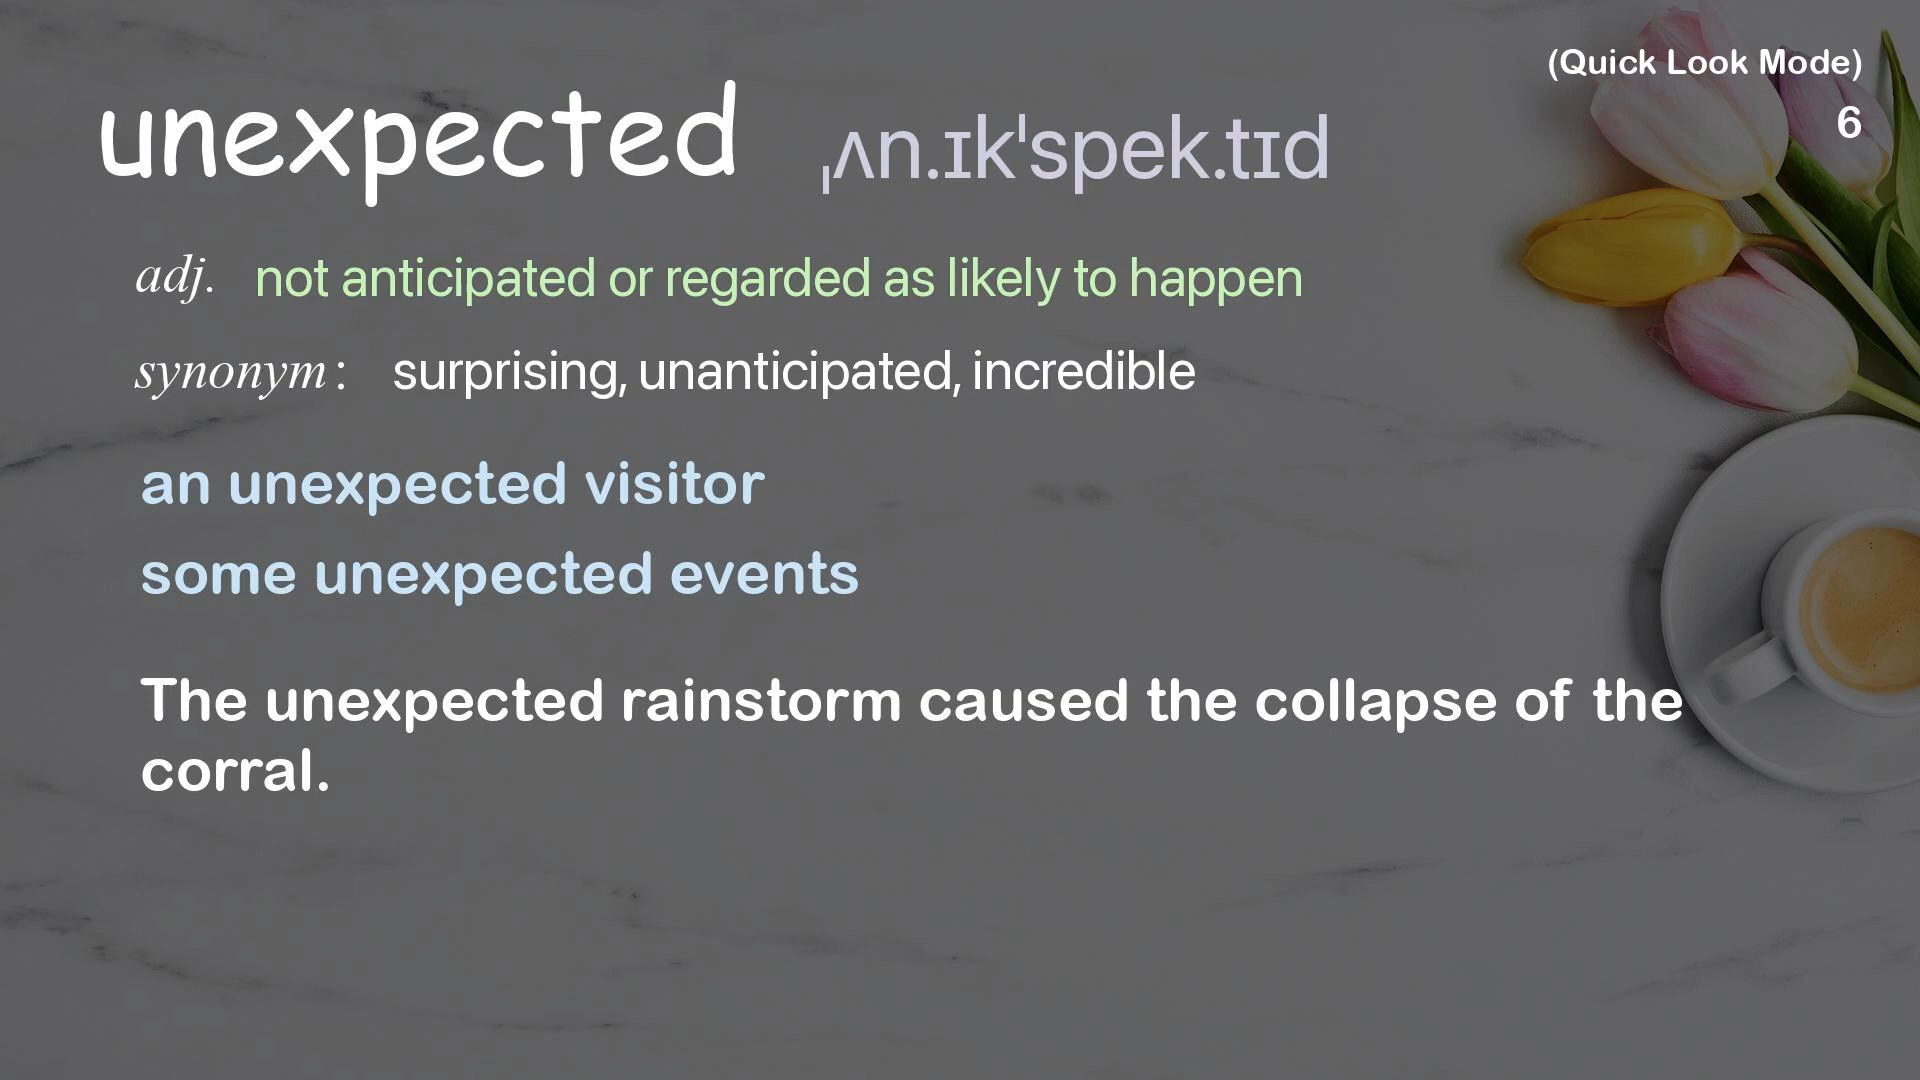 (Quick Look Mode)
6
unexpected ˌʌn.ɪkˈspek.tɪd
adj. not anticipated or regarded as likely to happen
synonym: surprising, unanticipated, incredible
an unexpected visitor
some unexpected events
The unexpected rainstorm caused the collapse of the
corral.